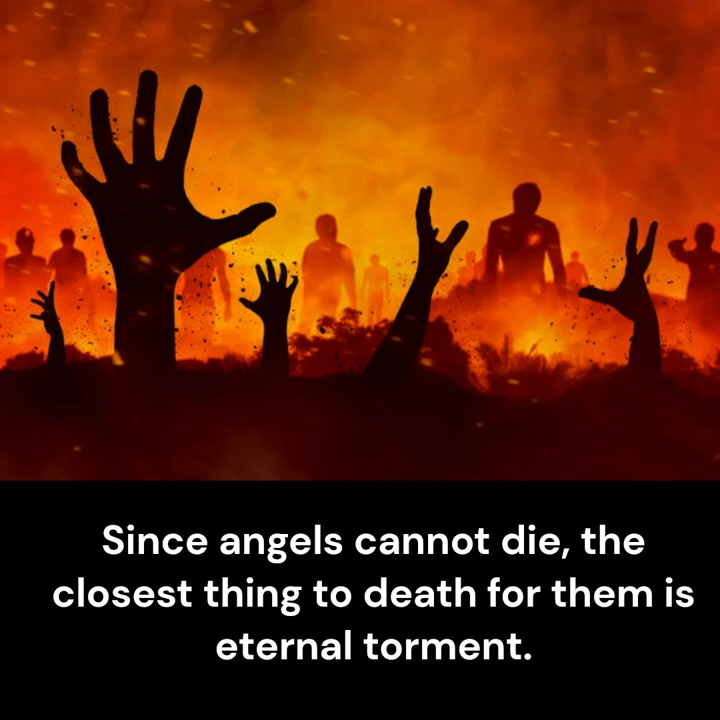 Since angels cannot die, the
closest thing to death for them is
eternal torment.